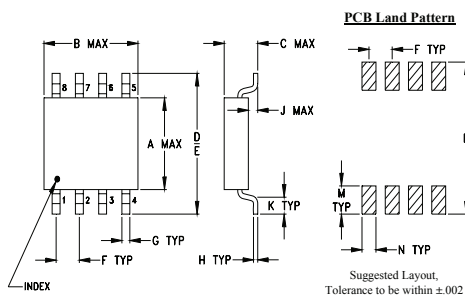 PCB Land Pattern
B MAX
C MAX
F TYP
8 7 6 5
J MAX
A MAX
D
E
K TYP
M
TYP
1 2 3 4
G TYP
F TYP
H TYP
N TYP
INDEX
Suggested Layout,
Tolerance to be within ±.002